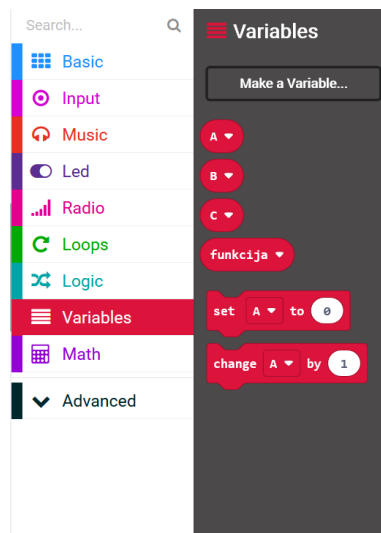 Search...
Basic
Input
Music
Led
Radio
Loops
Logic
Variables
Math
Advanced
Variables
Make a Variable...
A
B
C
funkcija
set A to 0
change A by 1